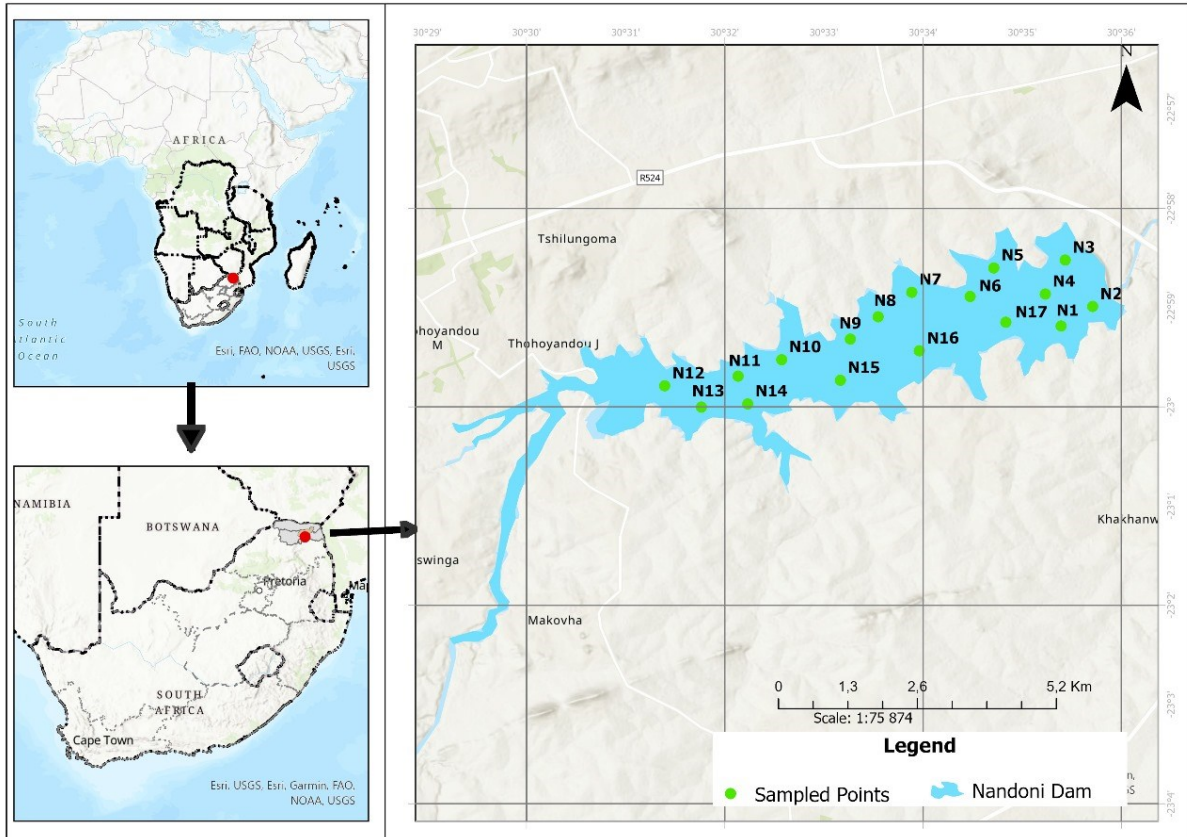 AFRICA
South
Atlantic
Ocean
Esri, FAO, NOAA, USGS, Esri,
USGS
NAMIBIA
BOTSWANA
Pretoria
Map
SOUTH
AFRICA
Cape Town
Esri, USGS, Esri, Garmin, FAO,
NOAA, USGS
30°29' 30°30' 30°31' 30°32' 30°33' 30°34' 30°35' 30°36'
N
-22°57'
R524
-22°58'
Tshilungoma
N5 N3
N7 N6 N4
N8 N2
N17 N1
-22°59'
ohoyandou
M
Thohoyandou J
N9
N10 N16
N11
N12 N15
N13 N14
-23°
-23°1'
Khakhanw
swinga
-23°2'
Makovha
0 1,3 2,6 5,2 Km
Scale: 1:75 874
-23°3'
Legend
Sampled Points Nandoni Dam
USGS
-23°4'